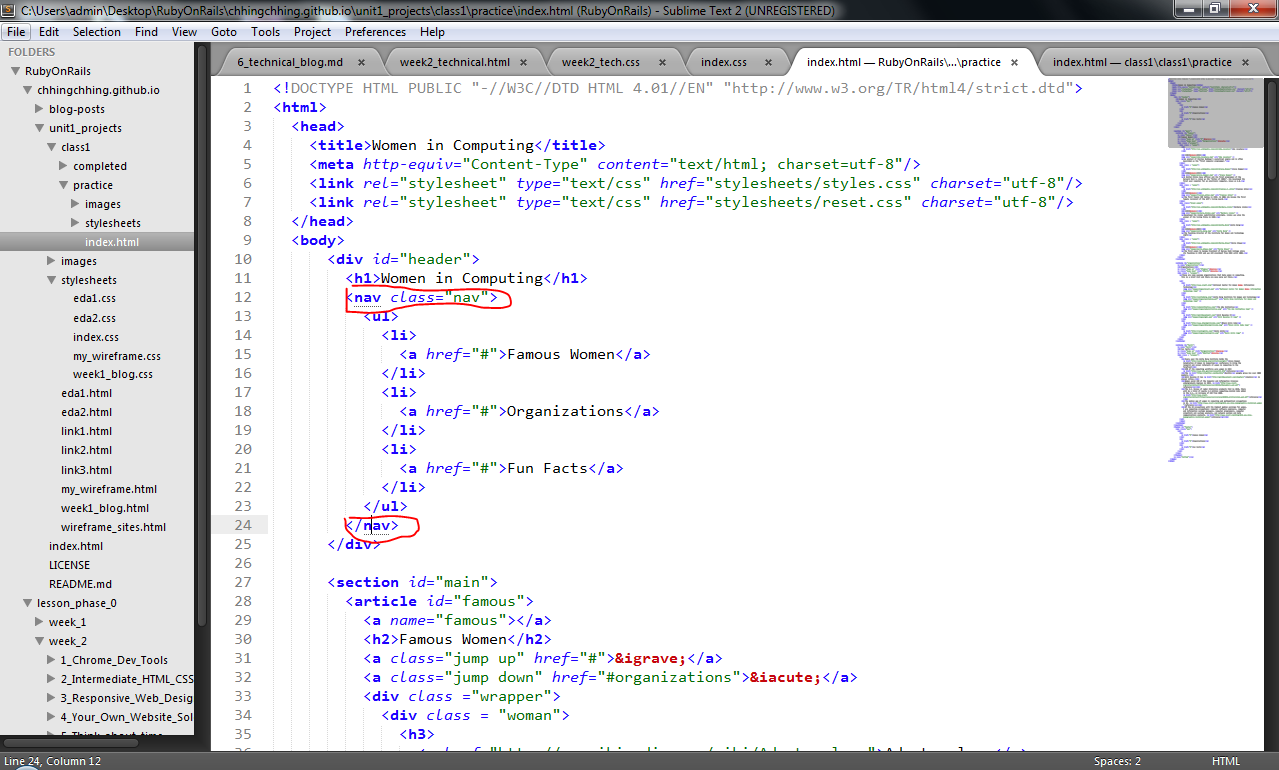 C:\Users\admin\Desktop\RubyOnRails\chhingchhing.github.io\unit1_projects\class1\practice\index.html (RubyOnRails) - Sublime Text 2 (UNREGISTERED)
File Edit Selection Find View Goto Tools Project Preferences Help
FOLDERS
RubyOnRails
chhingchhing.github.io
blog-posts
unit1_projects
class1
completed
practice
images
stylesheets
index.html
images
stylesheets
eda1.css
eda2.css
index.css
my_wireframe.css
week1_blog.css
eda1.html
eda2.html
link1.html
link2.html
link3.html
my_wireframe.html
week1_blog.html
wireframe_sites.html
index.html
LICENSE
README.md
lesson_phase_0
week_1
week_2
1_Chrome_Dev_Tools
2_Intermediate_HTML_CSS
3_Responsive_Web_Desig
4_Your_Own_Website_Sol
6_technical_blog.md × week2_technical.html × week2_tech.css × index.css × index.html — RubyOnRails\...\practice × index.html — class1\class1\practice ×
1 <!DOCTYPE HTML PUBLIC "-//W3C//DTD HTML 4.01//EN" "http://www.w3.org/TR/html4/strict.dtd">
2 <html>
3 <head>
4 <title>Women in Computing</title>
5 <meta http-equiv="Content-Type" content="text/html; charset=utf-8"/>
6 <link rel="stylesheet" type="text/css" href="stylesheets/styles.css" charset="utf-8"/>
7 <link rel="stylesheet" type="text/css" href="stylesheets/reset.css" charset="utf-8"/>
8 </head>
9 <body>
10 <div id="header">
11 <h1>Women in Computing</h1>
12 <nav class="nav">
13 <ul>
14 <li>
15 <a href="#">Famous Women</a>
16 </li>
17 <li>
18 <a href="#">Organizations</a>
19 </li>
20 <li>
21 <a href="#">Fun Facts</a>
22 </li>
23 </ul>
24 </nav>
25 </div>
26
27 <section id="main">
28 <article id="famous">
29 <a name="famous"></a>
30 <h2>Famous Women</h2>
31 <a class="jump up" href="#">&igrave;</a>
32 <a class="jump down" href="#organizations">&iacute;</a>
33 <div class ="wrapper">
34 <div class = "woman">
35 <h3>
Line 24, Column 12 Spaces: 2 HTML